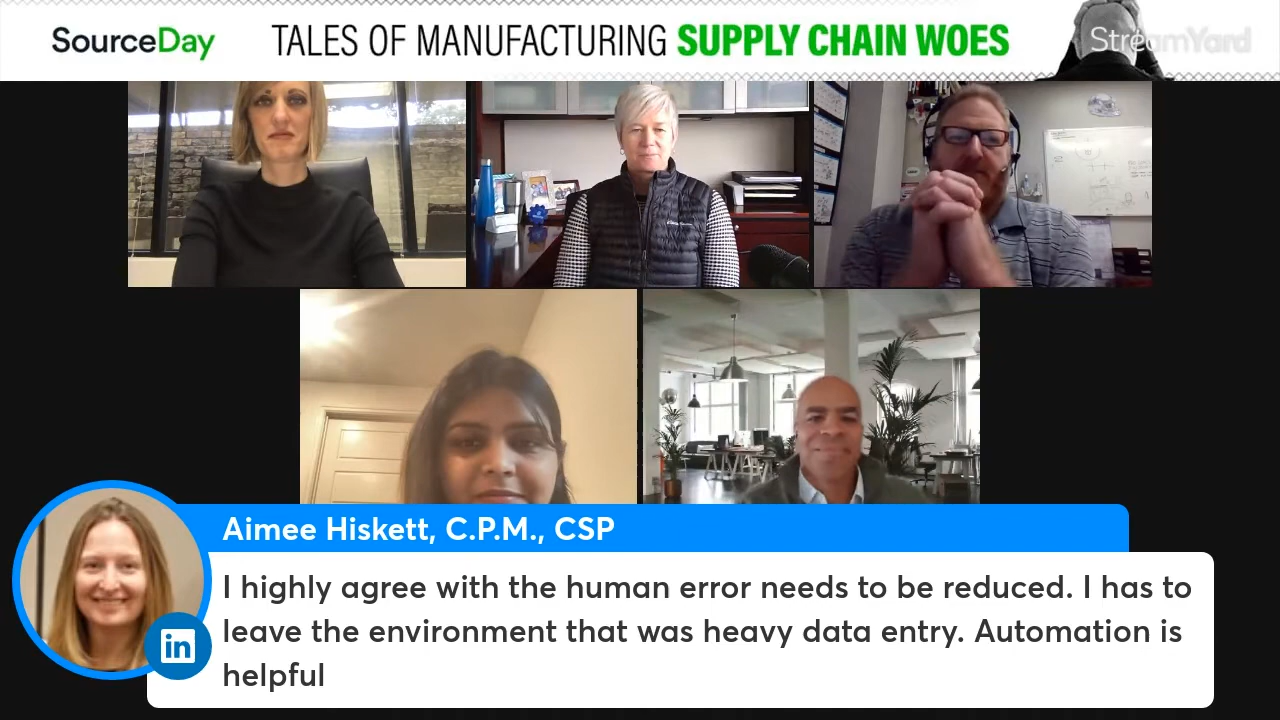 SourceDay
TALES OF MANUFACTURING SUPPLY CHAIN WOES
StreamYard
Aimee Hiskett, C.P.M., CSP
I highly agree with the human error needs to be reduced. I has to
leave the environment that was heavy data entry. Automation is
helpful
in